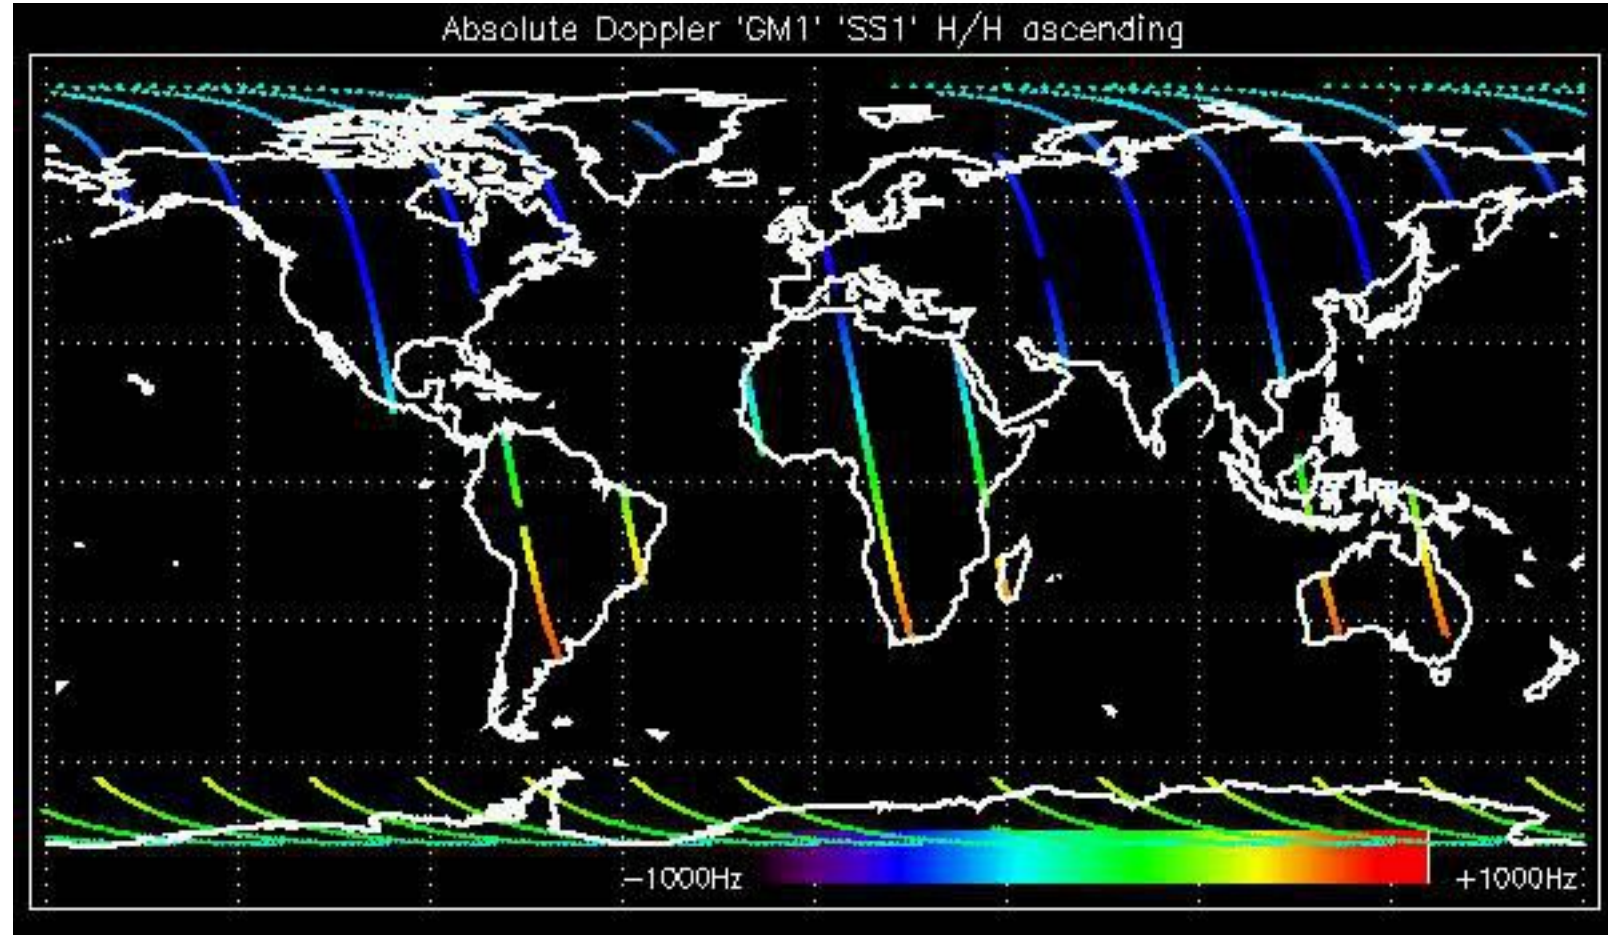 Absolute Doppler 'GM1' 'SS1' H/H ascending
−1000Hz
+1000Hz